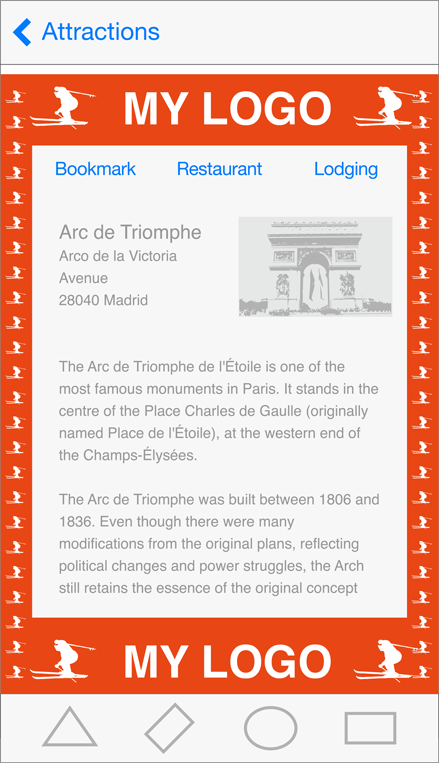 Attractions
MY LOGO
Bookmark Restaurant Lodging
Arc de Triomphe
Arco de la Victoria
Avenue
28040 Madrid
The Arc de Triomphe de l'Étoile is one of the
most famous monuments in Paris. It stands in the
centre of the Place Charles de Gaulle (originally
named Place de l'Étoile), at the western end of
the Champs-Élysées.
The Arc de Triomphe was built between 1806 and
1836. Even though there were many
modifications from the original plans, reflecting
political changes and power struggles, the Arch
still retains the essence of the original concept
MY LOGO